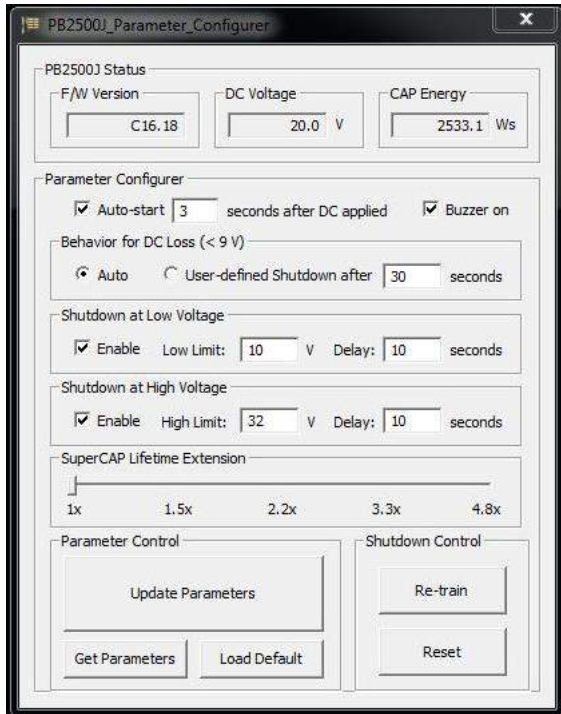 PB2500J_Parameter_Configurer
x
PB2500J Status
F/W Version DC Voltage CAP Energy
C16.18 20.0 V 2533.1 Ws
Parameter Configurer
Auto-start 3 seconds after DC applied Buzzer on
Behavior for DC Loss (< 9 V)
Auto User-defined Shutdown after 30 seconds
Shutdown at Low Voltage
Enable Low Limit: 10 V Delay: 10 seconds
Shutdown at High Voltage
Enable High Limit: 32 V Delay: 10 seconds
SuperCAP Lifetime Extension
1x 1.5x 2.2x 3.3x 4.8x
Parameter Control Shutdown Control
Update Parameters Re-train
Get Parameters Load Default Reset